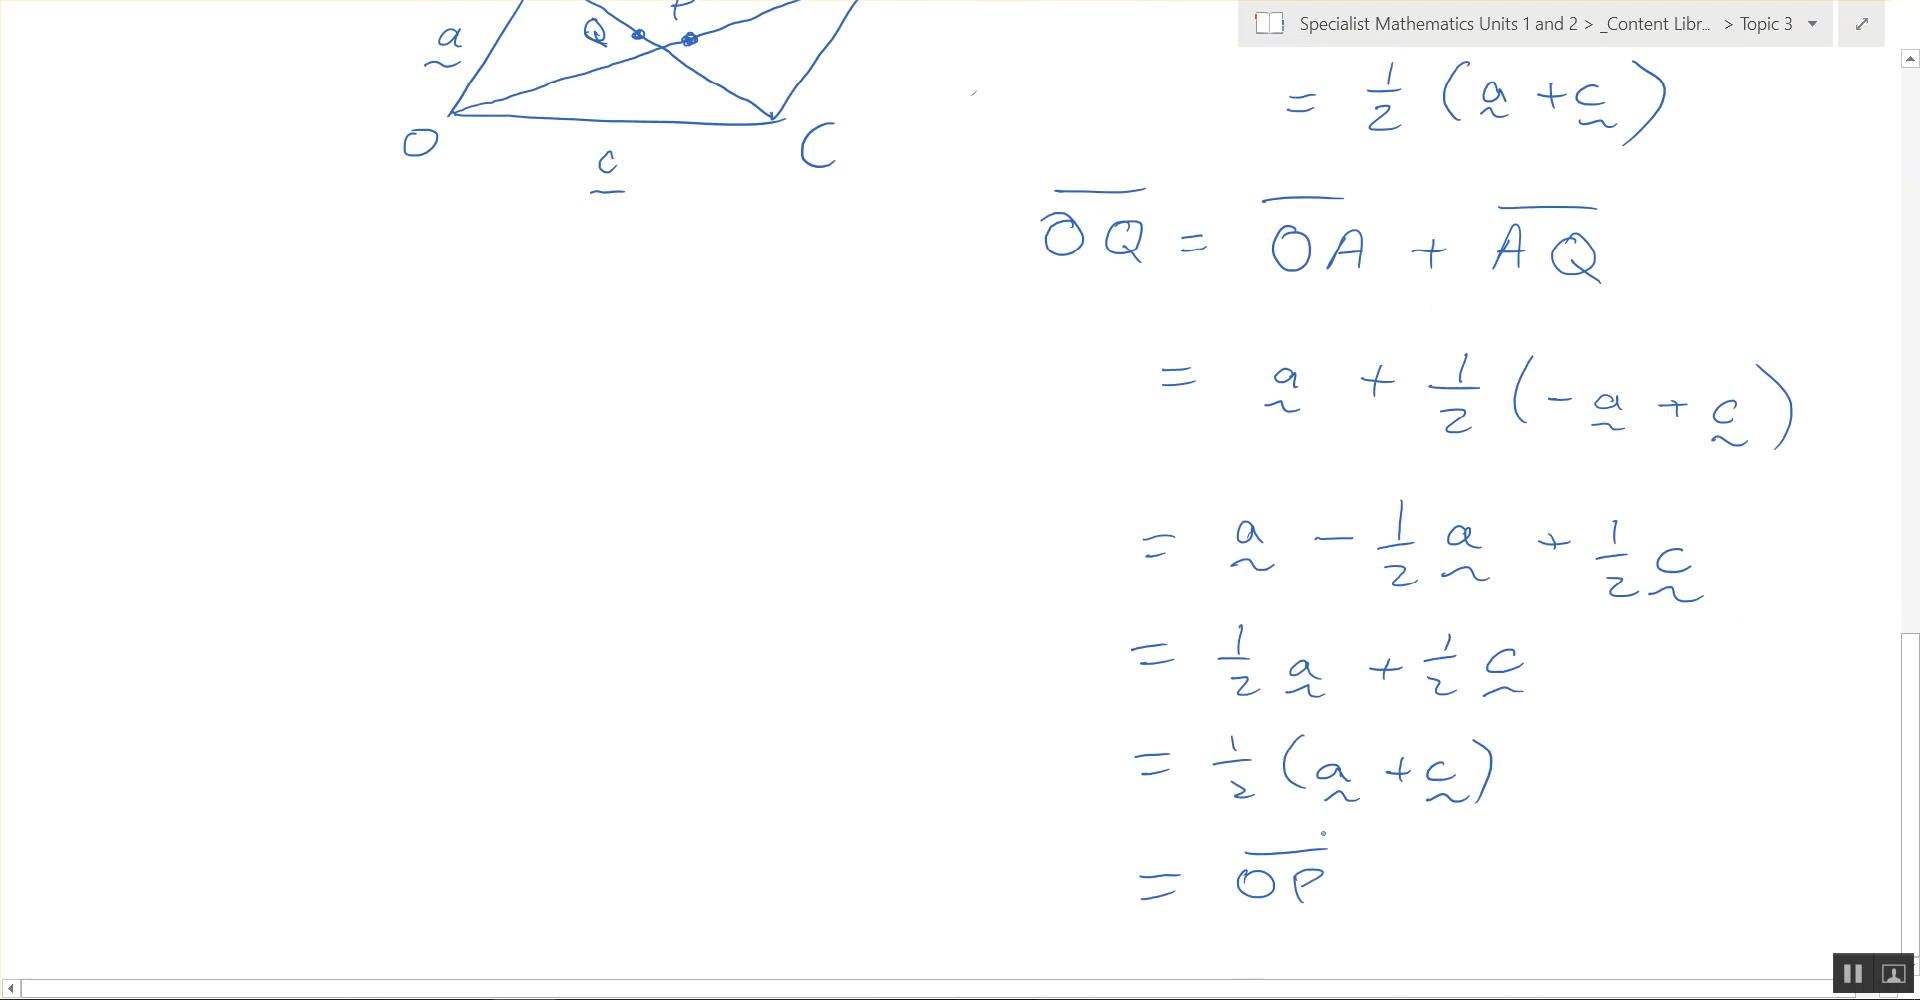 Specialist Mathematics Units 1 and 2 > _Content Libr... > Topic 3
P
a
Q
O
C
c
= 1/2 (a + c)
OQ = OA + AQ
= a + 1/2 (- a + c)
= a - 1/2 a + 1/2 c
= 1/2 a + 1/2 c
= 1/2 (a + c)
= OP